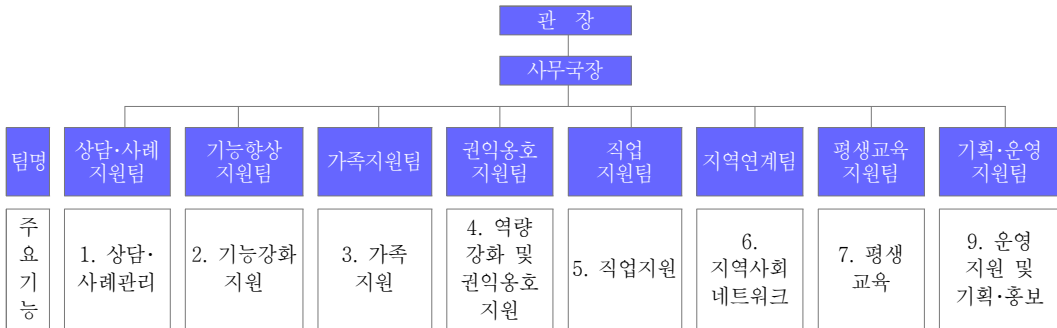 관 장
사무국장
팀명
상담·사례
지원팀
기능향상
지원팀
가족지원팀
권익옹호
지원팀
직업
지원팀
지역연계팀
평생교육
지원팀
기획·운영
지원팀
주
요
기
능
1. 상담·
사례관리
2. 기능강화
지원
3. 가족
지원
4. 역량
강화 및
권익옹호
지원
5. 직업지원
6.
지역사회
네트워크
7. 평생
교육
9. 운영
지원 및
기획·홍보